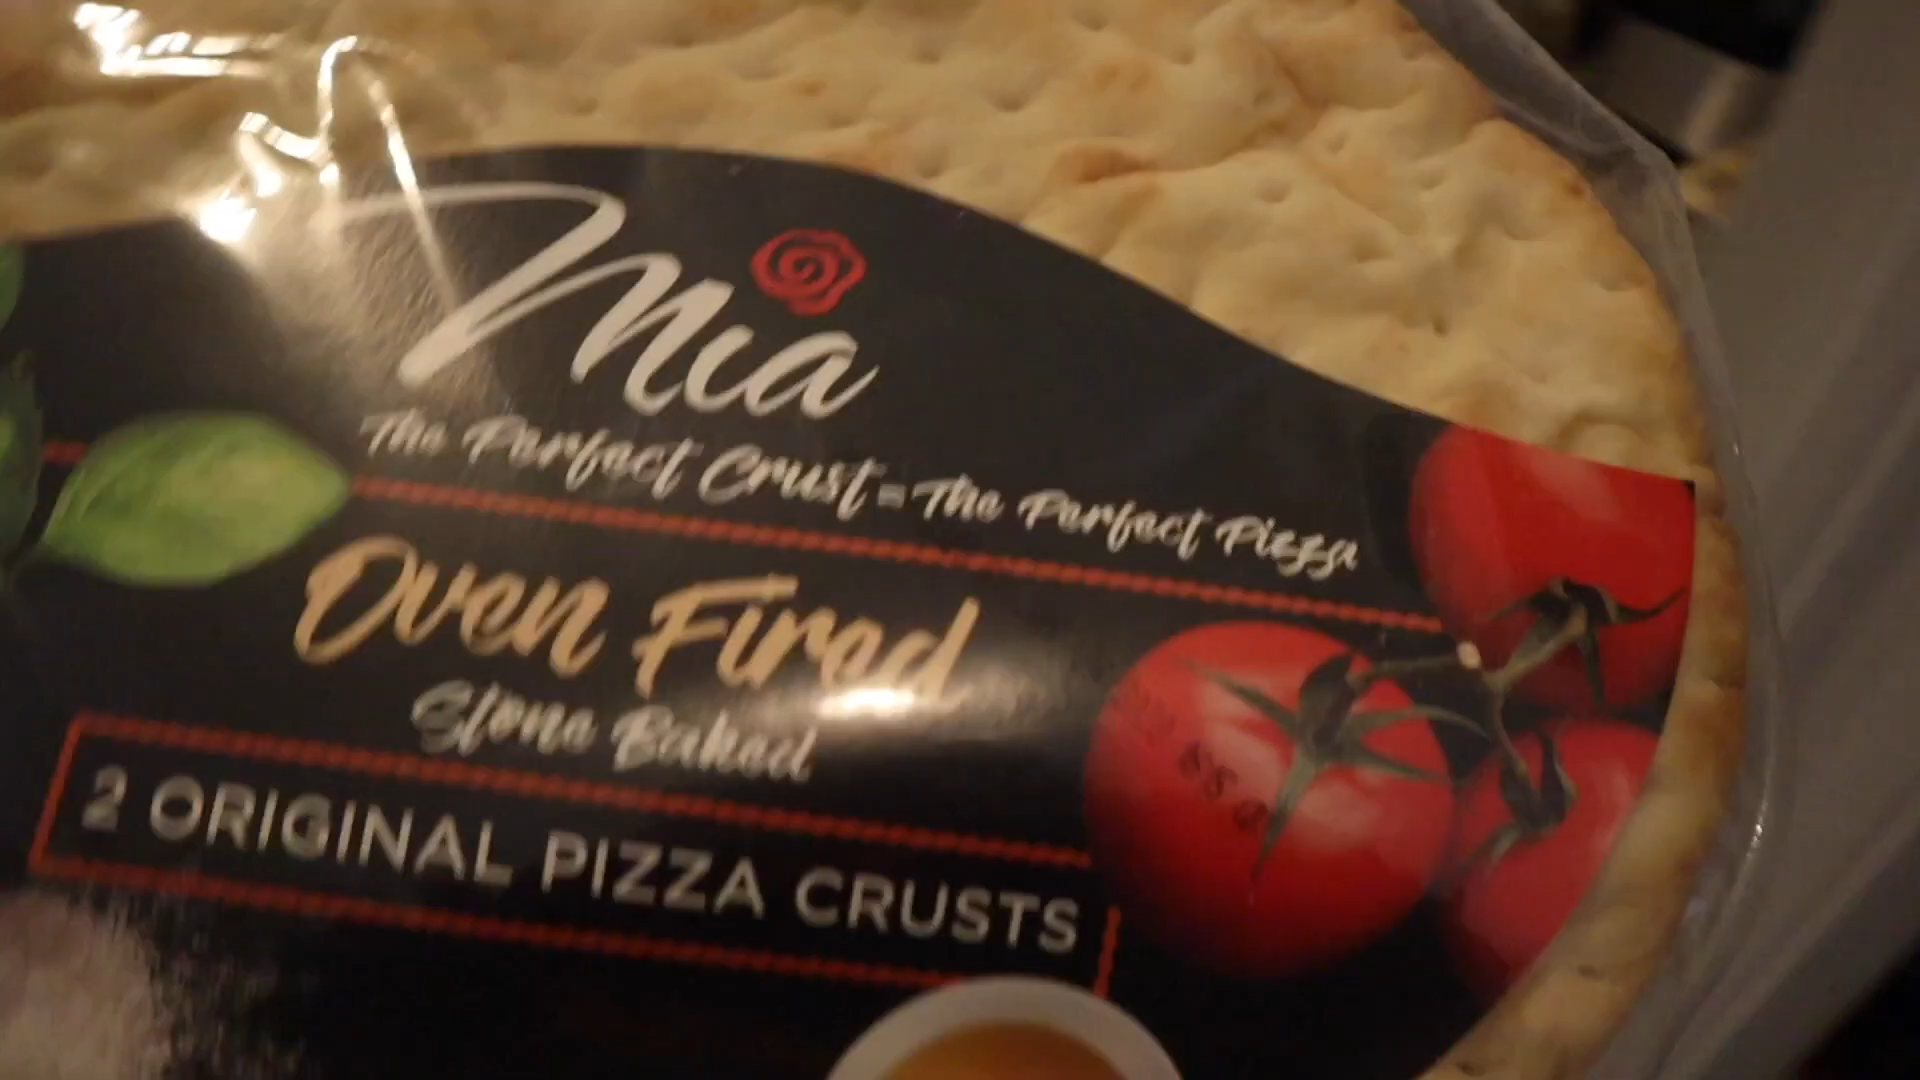 Mia
The Perfect Crust = The Perfect Pizza
Oven Fired
Stone Baked
2 ORIGINAL PIZZA CRUSTS